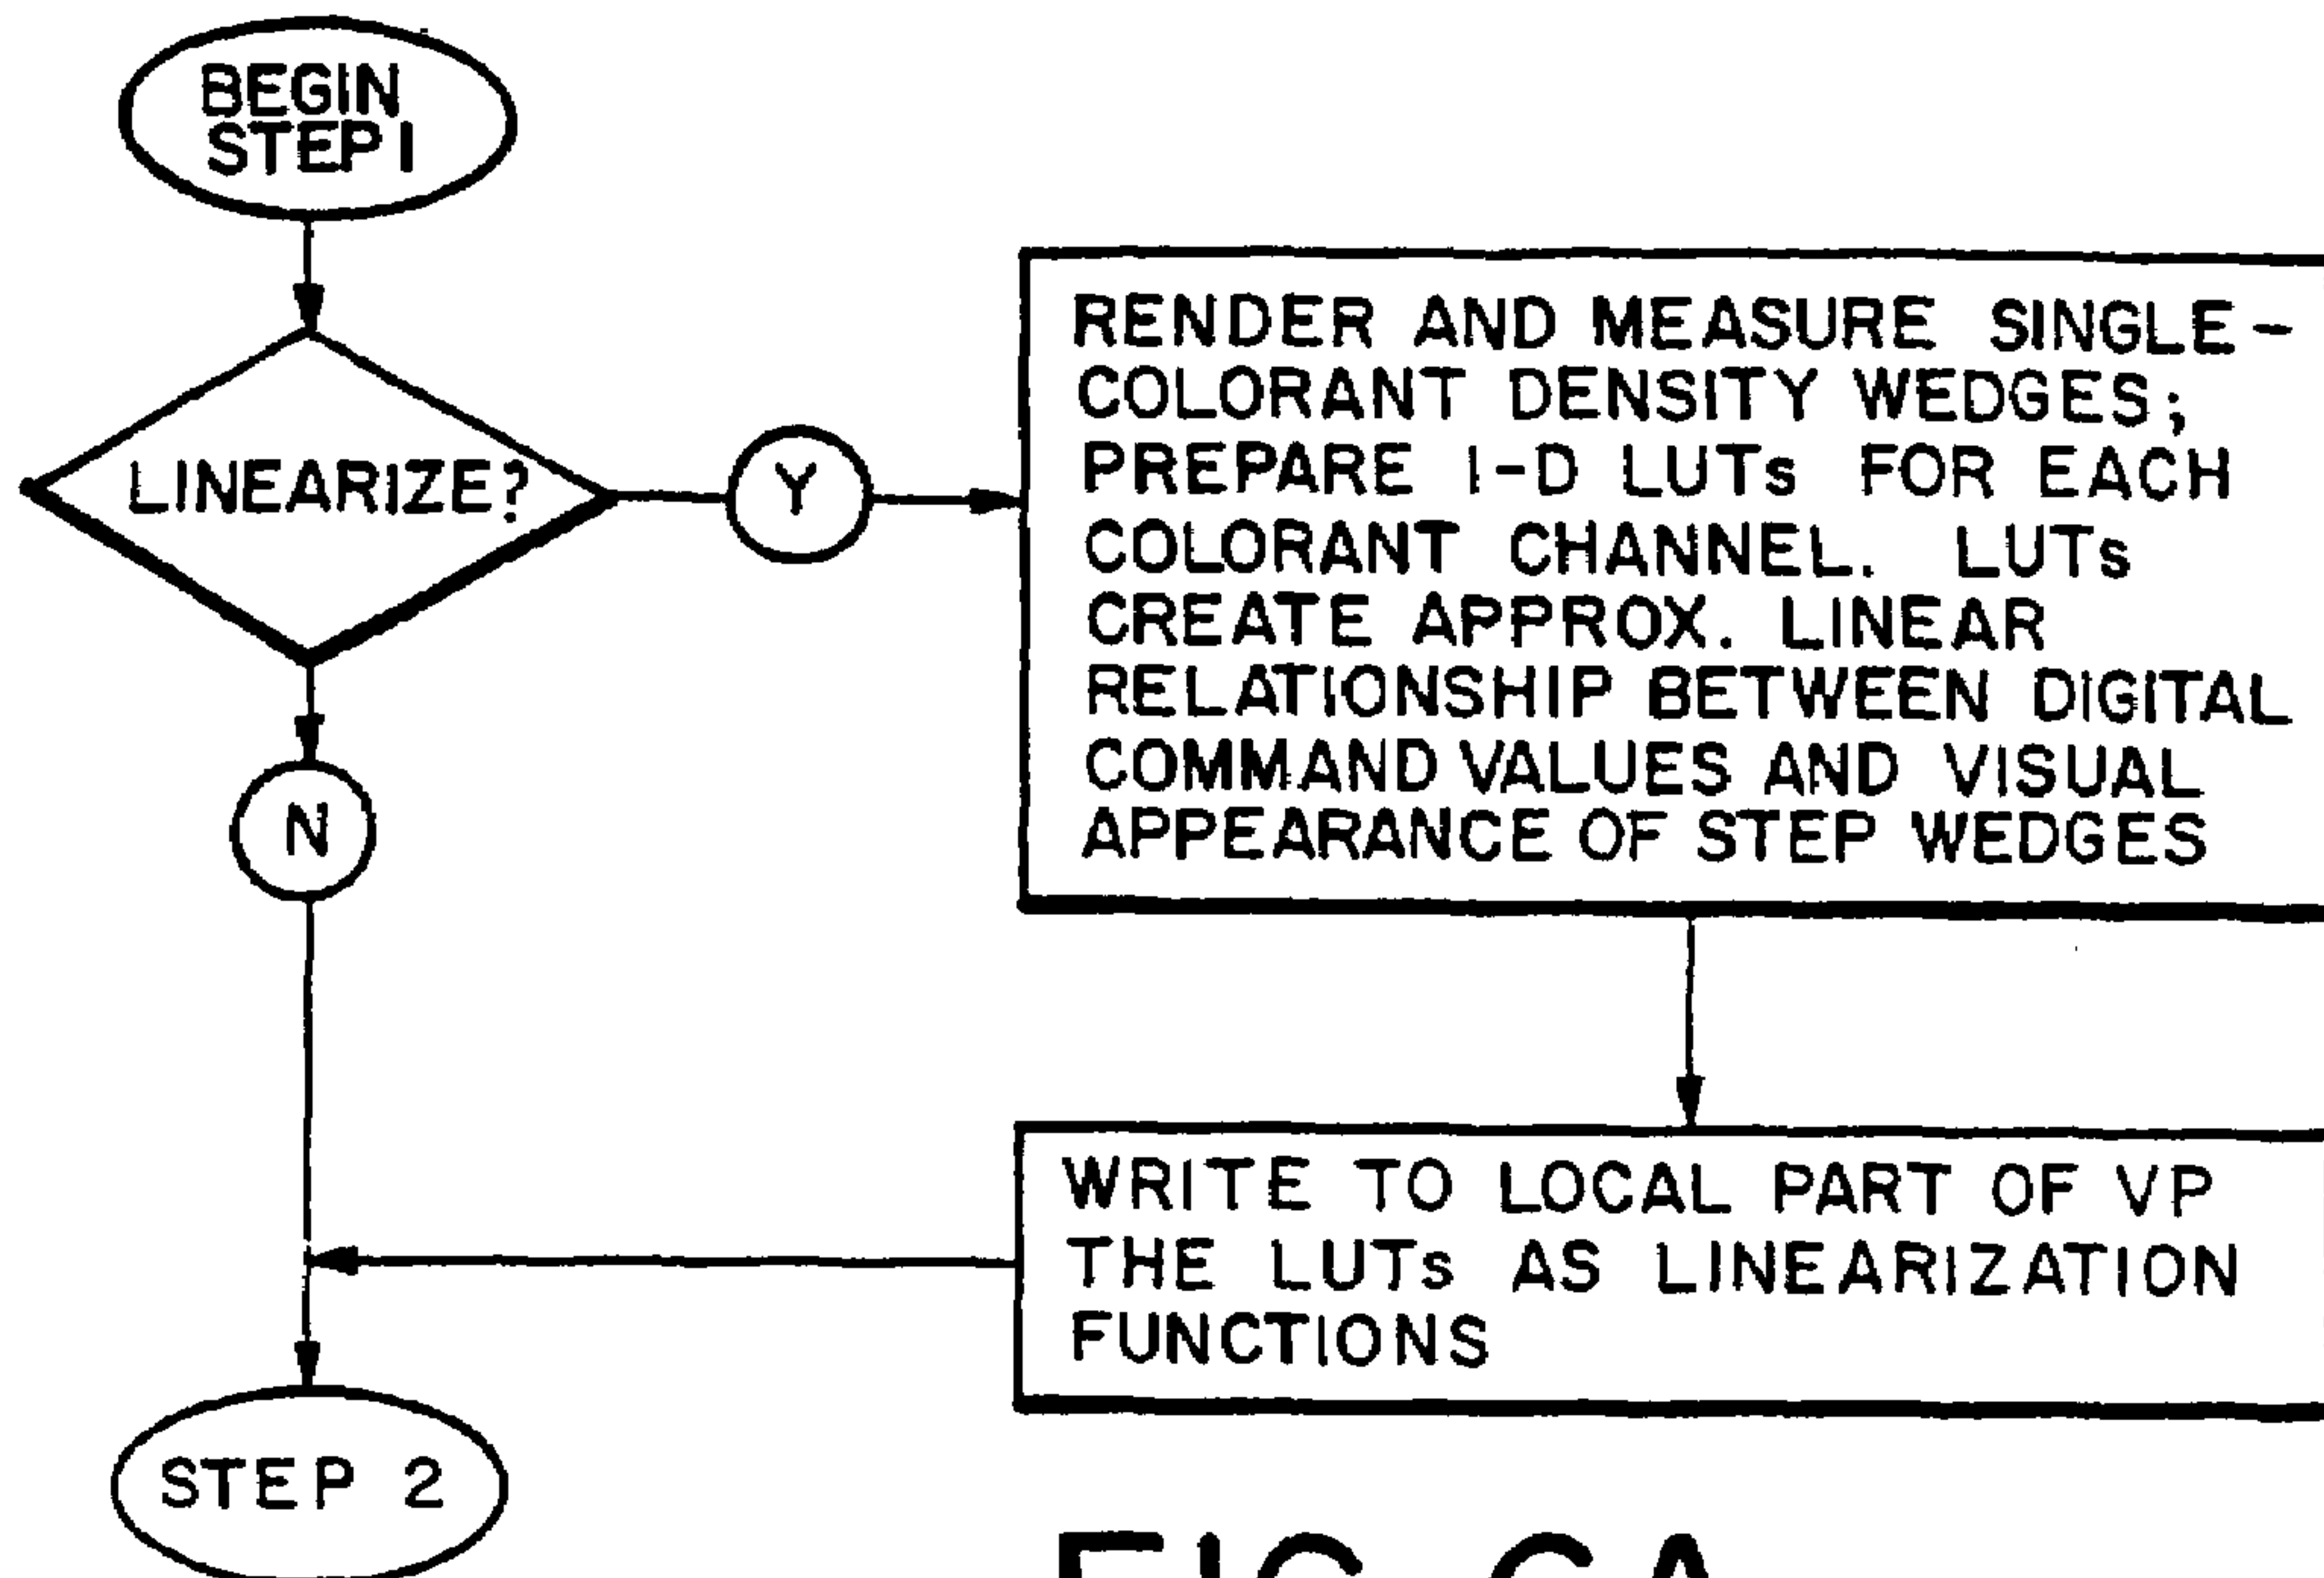 BEGIN
STEP 1
LINEARIZE?
Y
N
RENDER AND MEASURE SINGLE-
COLORANT DENSITY WEDGES;
PREPARE 1-D LUTs FOR EACH
COLORANT CHANNEL. LUTs
CREATE APPROX. LINEAR
RELATIONSHIP BETWEEN DIGITAL
COMMAND VALUES AND VISUAL
APPEARANCE OF STEP WEDGES
WRITE TO LOCAL PART OF VP
THE LUTs AS LINEARIZATION
FUNCTIONS
STEP 2